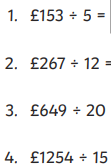 1. £153 ÷ 5 =
2. £267 ÷ 12 =
3. £649 ÷ 20
4. £1254 ÷ 15